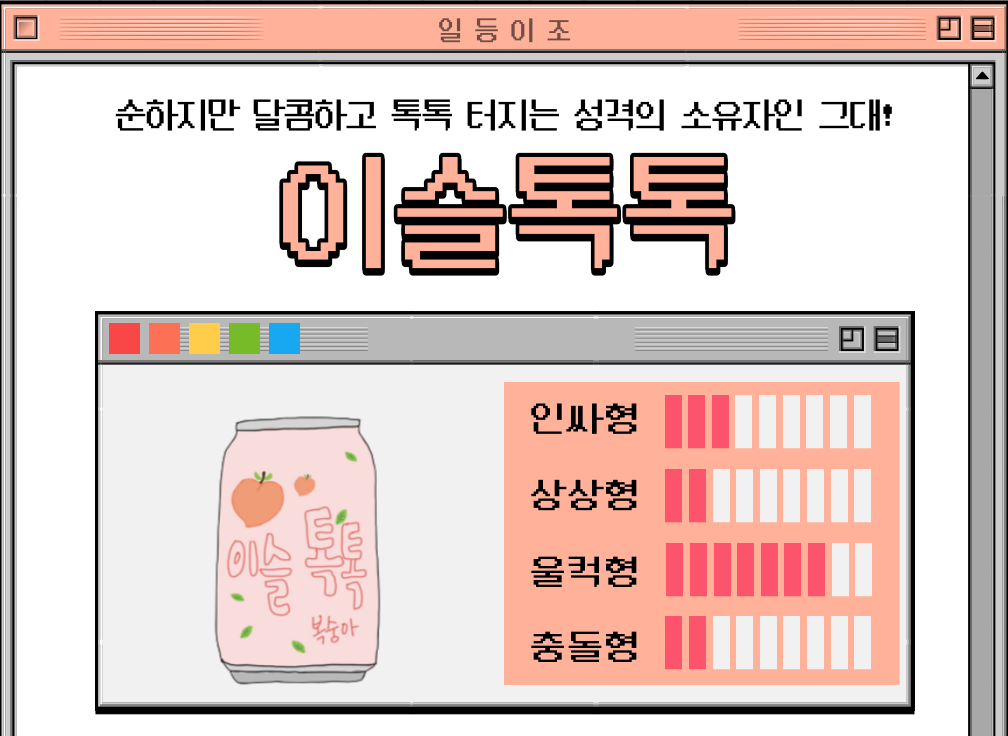 일등이조
순하지만 달콤하고 톡톡 터지는 성격의 소유자인 그대!
이슬톡톡
이슬톡톡
복숭아
인싸형
상상형
울컥형
충돌형